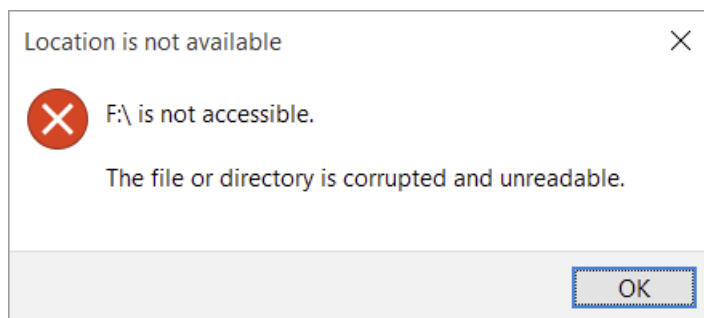 Location is not available
F:\ is not accessible.
The file or directory is corrupted and unreadable.
OK